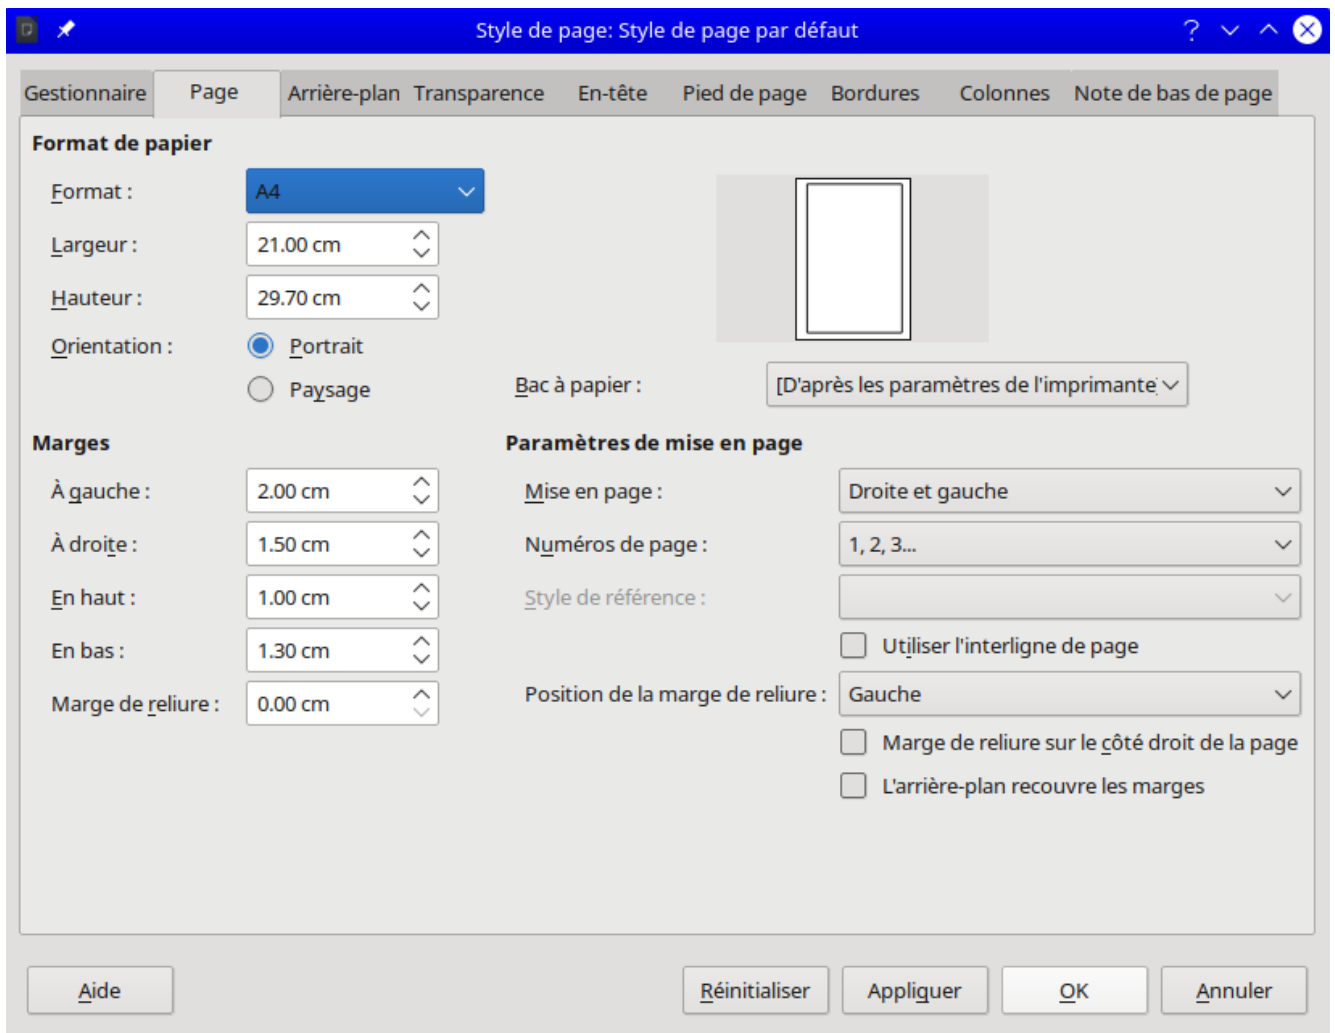 Style de page: Style de page par défaut
Gestionnaire Page Arrière-plan Transparence En-tête Pied de page Bordures Colonnes Note de bas de page
Format de papier
Format : A4
Largeur : 21.00 cm
Hauteur : 29.70 cm
Orientation : Portrait
Paysage
Bac à papier : [D'après les paramètres de l'imprimante]
Marges
À gauche : 2.00 cm
À droite : 1.50 cm
En haut : 1.00 cm
En bas : 1.30 cm
Marge de reliure : 0.00 cm
Paramètres de mise en page
Mise en page : Droite et gauche
Numéros de page : 1, 2, 3...
Style de référence :
Utiliser l'interligne de page
Position de la marge de reliure : Gauche
Marge de reliure sur le côté droit de la page
L'arrière-plan recouvre les marges
Aide Réinitialiser Appliquer OK Annuler